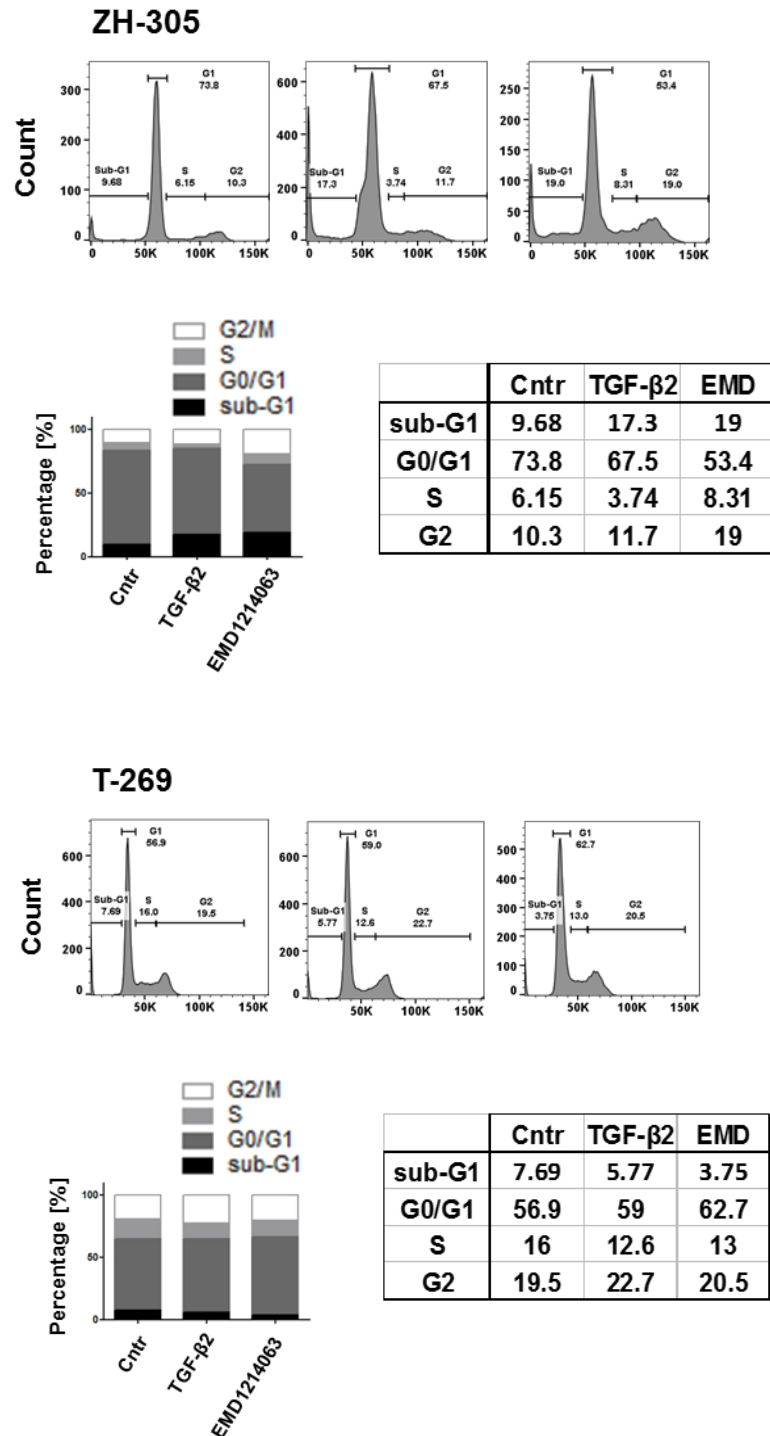 ZH-305
Count
300
200
100
0
G1
73.8
Sub-G1
9.68
S
6.15
G2
10.3
0 50K 100K 150K
600
400
200
0
G1
67.5
Sub-G1
17.3
S
3.74
G2
11.7
0 50K 100K 150K
250
200
150
100
50
0
G1
53.4
Sub-G1
19.0
S
8.31
G2
19.0
0 50K 100K 150K
G2/M
S
G0/G1
sub-G1
Percentage [%]
100
50
0
Cntr
TGF-β2
EMD1214063
Cntr TGF-β2 EMD
sub-G1 9.68 17.3 19
G0/G1 73.8 67.5 53.4
S 6.15 3.74 8.31
G2 10.3 11.7 19
T-269
Count
600
400
200
0
G1
56.9
Sub-G1
7.69
S
16.0
G2
19.5
50K 100K 150K
600
400
200
0
G1
59.0
Sub-G1
5.77
S
12.6
G2
22.7
50K 100K 150K
500
400
300
200
100
0
G1
62.7
Sub-G1
3.75
S
13.0
G2
20.5
50K 100K 150K
G2/M
S
G0/G1
sub-G1
Percentage [%]
100
50
0
Cntr
TGF-β2
EMD1214063
Cntr TGF-β2 EMD
sub-G1 7.69 5.77 3.75
G0/G1 56.9 59 62.7
S 16 12.6 13
G2 19.5 22.7 20.5